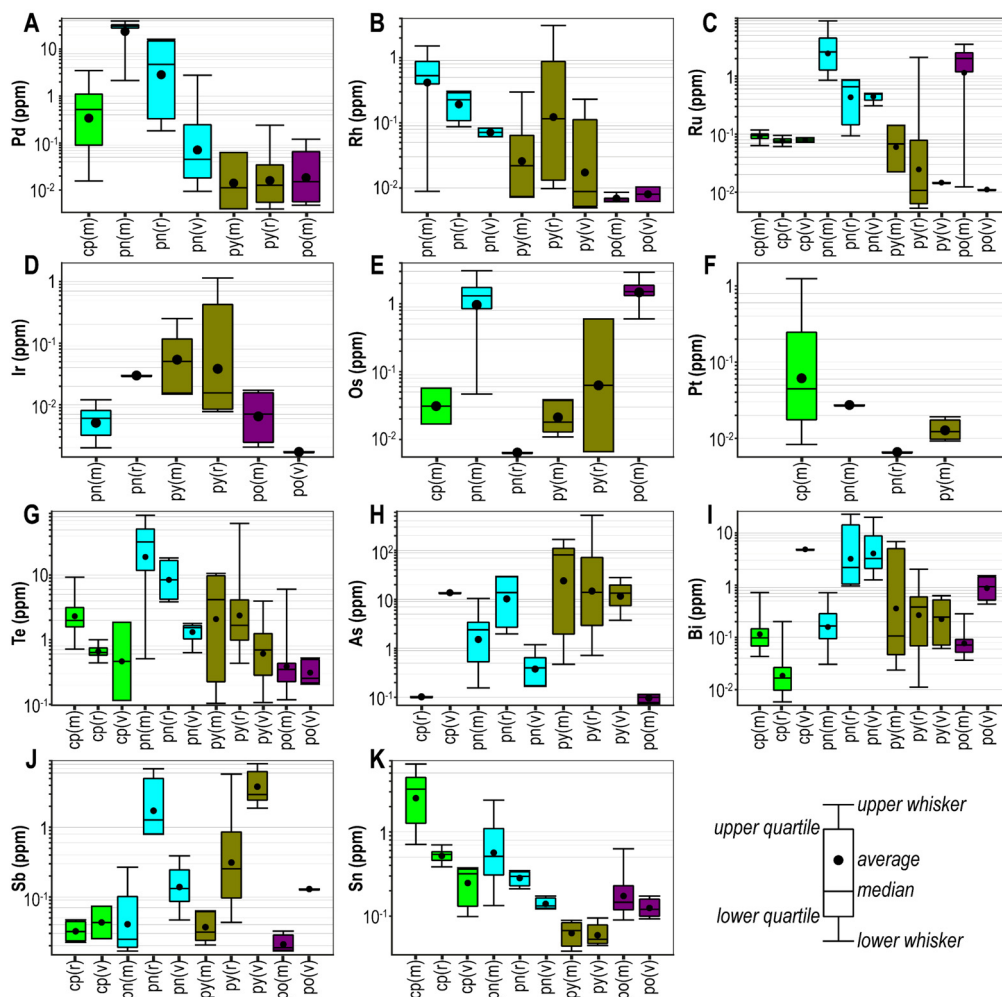 A
B
C
Pd (ppm)
10
1
10⁻¹
10⁻²
cp(m)
pn(m)
pn(r)
pn(v)
py(m)
py(r)
po(m)
Rh (ppm)
1
10⁻¹
10⁻²
pn(m)
pn(r)
pn(v)
py(m)
py(r)
py(v)
po(m)
po(v)
Ru (ppm)
1
10⁻¹
10⁻²
cp(m)
cp(r)
cp(v)
pn(m)
pn(r)
pn(v)
py(m)
py(r)
py(v)
po(m)
po(v)
D
E
F
Ir (ppm)
1
10⁻¹
10⁻²
pn(m)
pn(r)
py(m)
py(r)
po(m)
po(v)
Os (ppm)
1
10⁻¹
10⁻²
cp(m)
pn(m)
pn(r)
py(m)
py(r)
po(m)
Pt (ppm)
1
10⁻¹
10⁻²
cp(m)
pn(m)
pn(r)
py(m)
G
H
I
Te (ppm)
10
1
10⁻¹
cp(m)
cp(r)
cp(v)
pn(m)
pn(r)
pn(v)
py(m)
py(r)
py(v)
po(m)
po(v)
As (ppm)
10²
10
1
10⁻¹
cp(r)
cp(v)
pn(m)
pn(r)
pn(v)
py(m)
py(r)
py(v)
po(m)
Bi (ppm)
10
1
10⁻¹
10⁻²
cp(m)
cp(r)
cp(v)
pn(m)
pn(r)
pn(v)
py(m)
py(r)
py(v)
po(m)
po(v)
J
K
Sb (ppm)
1
10⁻¹
cp(r)
cp(v)
pn(m)
pn(r)
pn(v)
py(m)
py(r)
py(v)
po(m)
po(v)
Sn (ppm)
1
10⁻¹
cp(m)
cp(r)
cp(v)
pn(m)
pn(r)
pn(v)
py(m)
py(v)
po(m)
po(v)
upper whisker
upper quartile
average
median
lower quartile
lower whisker